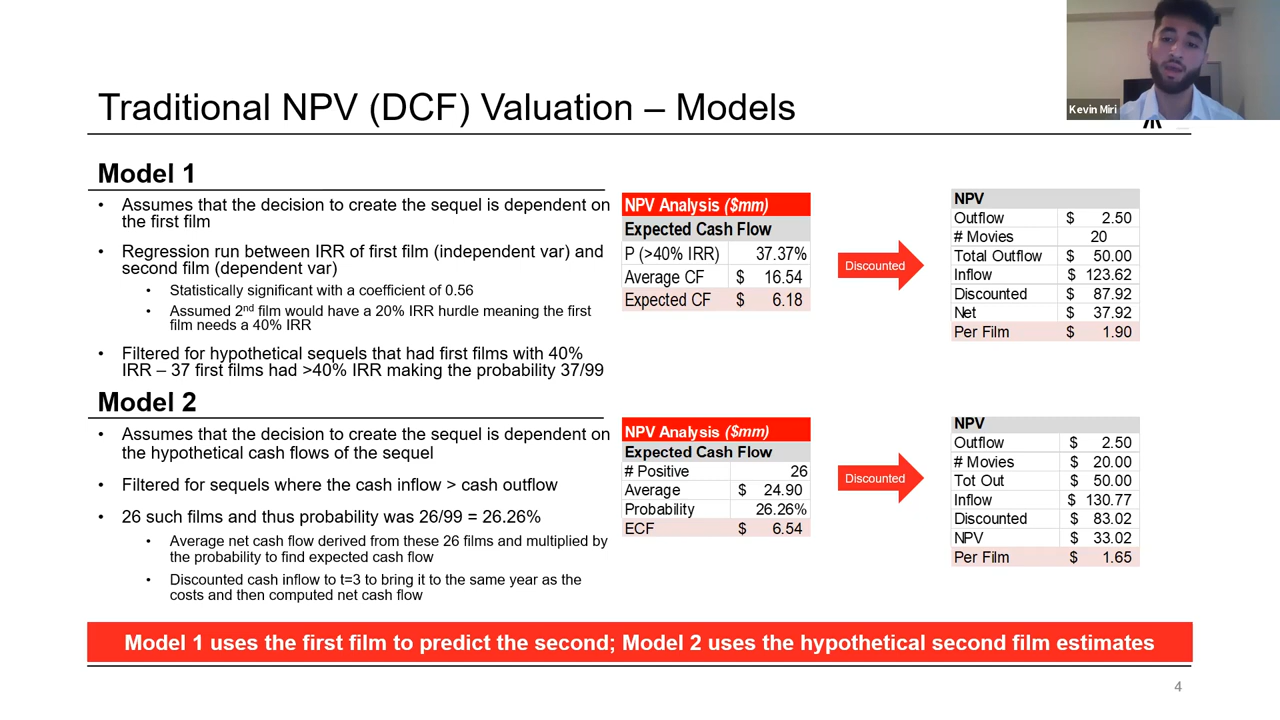 Kevin Miri
Traditional NPV (DCF) Valuation – Models
Model 1
• Assumes that the decision to create the sequel is dependent on
the first film
• Regression run between IRR of first film (independent var) and
second film (dependent var)
• Statistically significant with a coefficient of 0.56
• Assumed 2nd film would have a 20% IRR hurdle meaning the first
film needs a 40% IRR
• Filtered for hypothetical sequels that had first films with 40%
IRR – 37 first films had >40% IRR making the probability 37/99
NPV Analysis ($mm)
Expected Cash Flow
P (>40% IRR) 37.37%
Average CF $ 16.54
Expected CF $ 6.18
Discounted
NPV
Outflow $ 2.50
# Movies 20
Total Outflow $ 50.00
Inflow $ 123.62
Discounted $ 87.92
Net $ 37.92
Per Film $ 1.90
Model 2
• Assumes that the decision to create the sequel is dependent on
the hypothetical cash flows of the sequel
• Filtered for sequels where the cash inflow > cash outflow
• 26 such films and thus probability was 26/99 = 26.26%
• Average net cash flow derived from these 26 films and multiplied by
the probability to find expected cash flow
• Discounted cash inflow to t=3 to bring it to the same year as the
costs and then computed net cash flow
NPV Analysis ($mm)
Expected Cash Flow
# Positive 26
Average $ 24.90
Probability 26.26%
ECF $ 6.54
Discounted
NPV
Outflow $ 2.50
# Movies $ 20.00
Tot Out $ 50.00
Inflow $ 130.77
Discounted $ 83.02
NPV $ 33.02
Per Film $ 1.65
Model 1 uses the first film to predict the second; Model 2 uses the hypothetical second film estimates
4